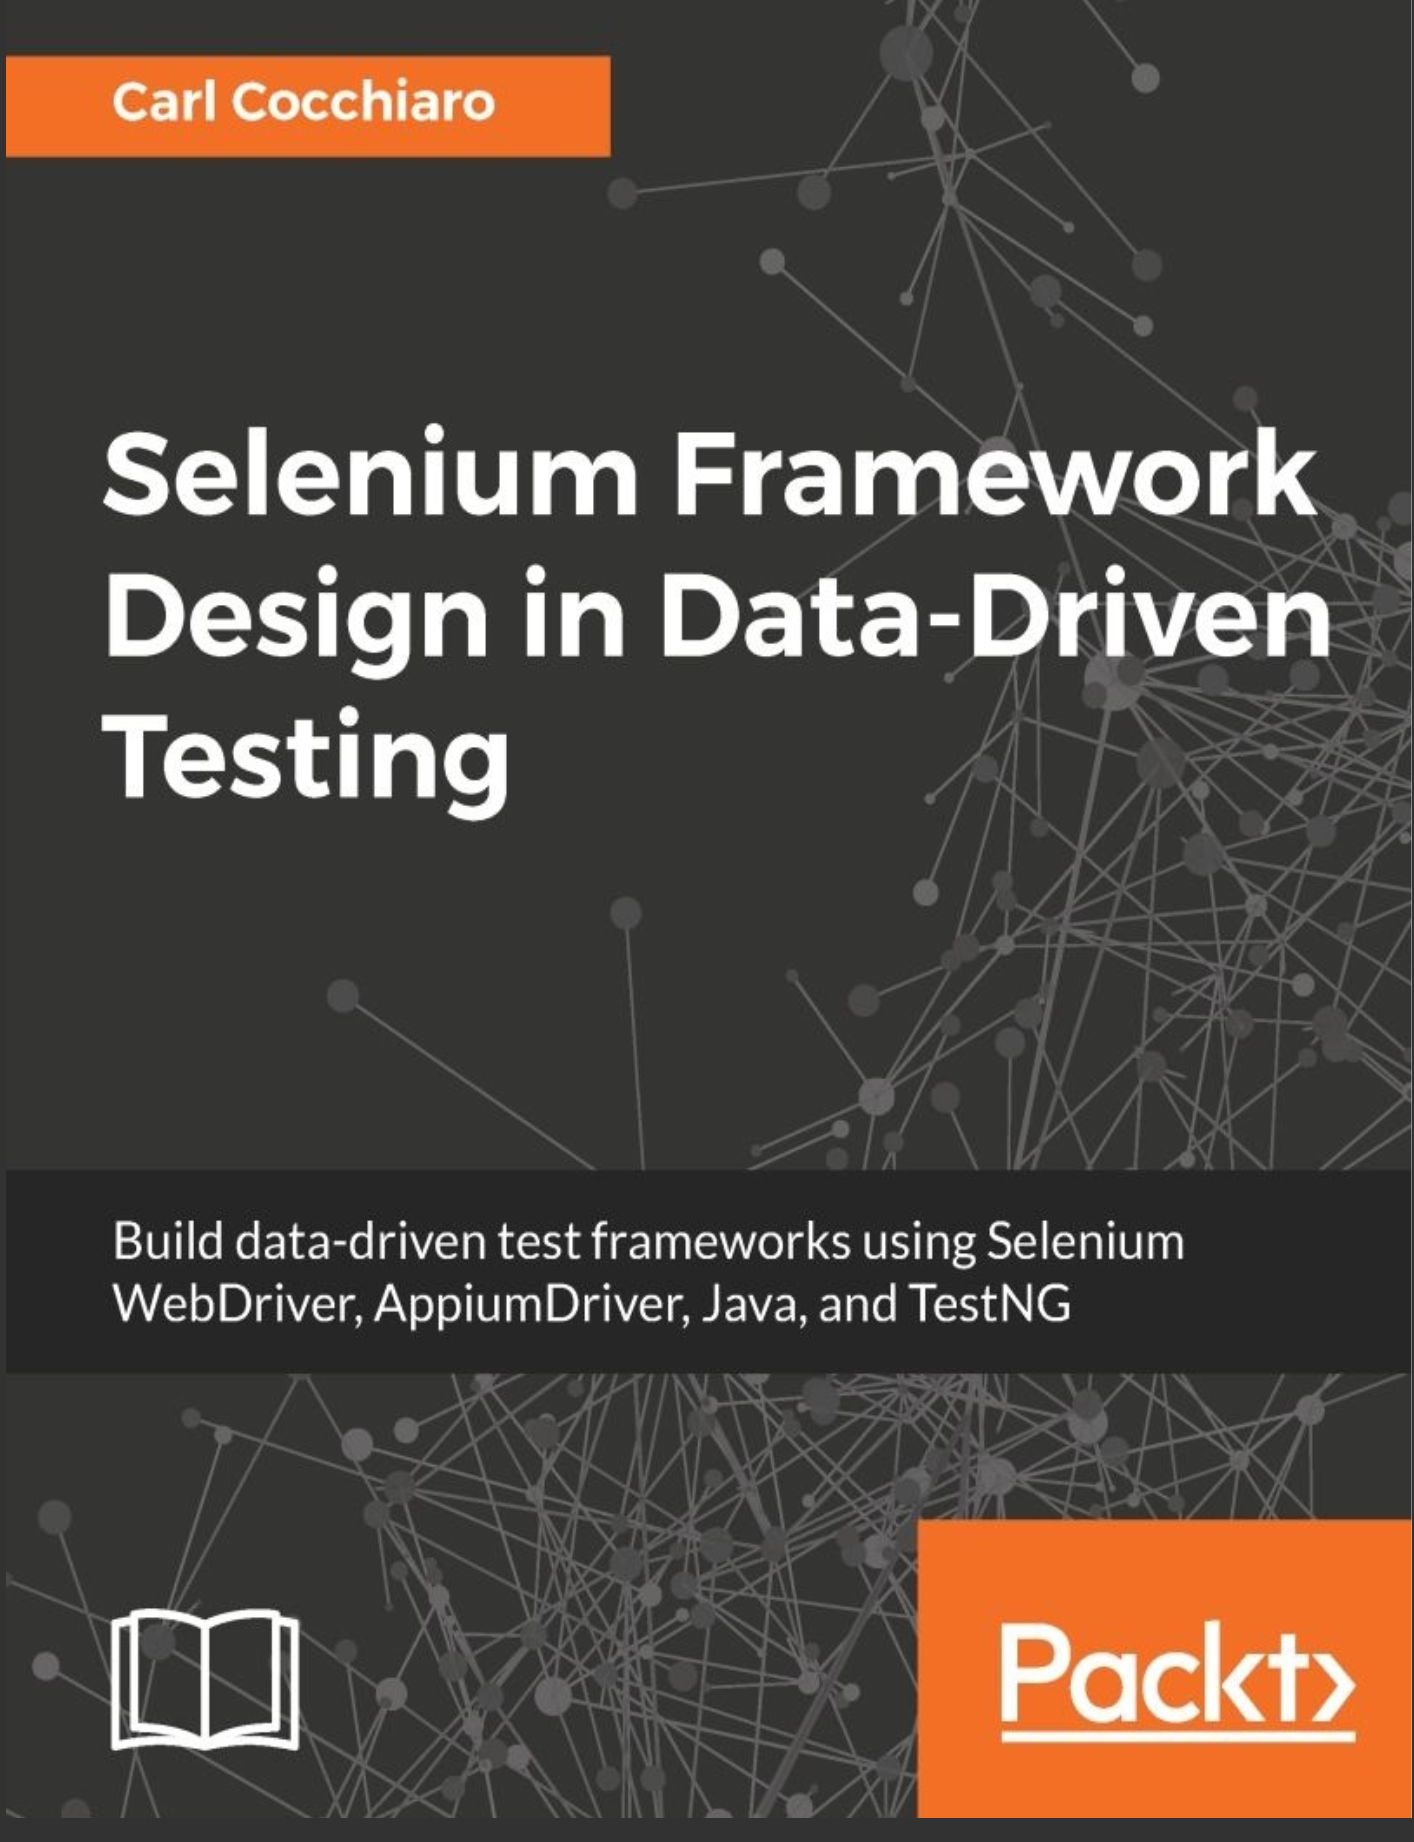 Carl Cocchiaro
Selenium Framework
Design in Data-Driven
Testing
Build data-driven test frameworks using Selenium
WebDriver, AppiumDriver, Java, and TestNG
Packt>